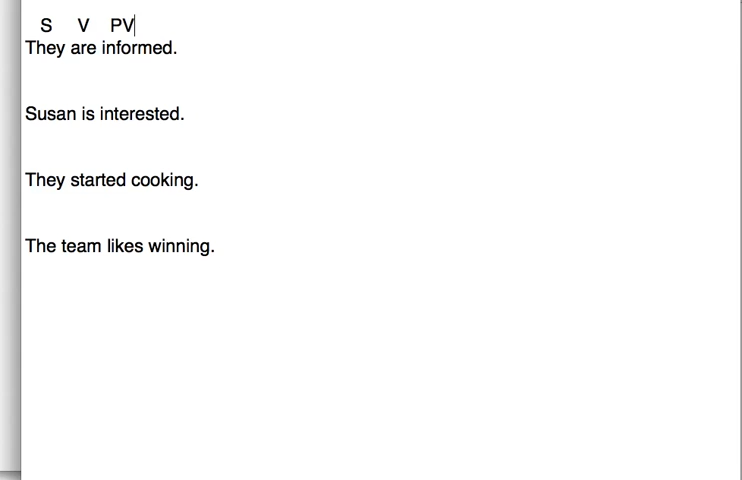 S V PV
They are informed.
Susan is interested.
They started cooking.
The team likes winning.